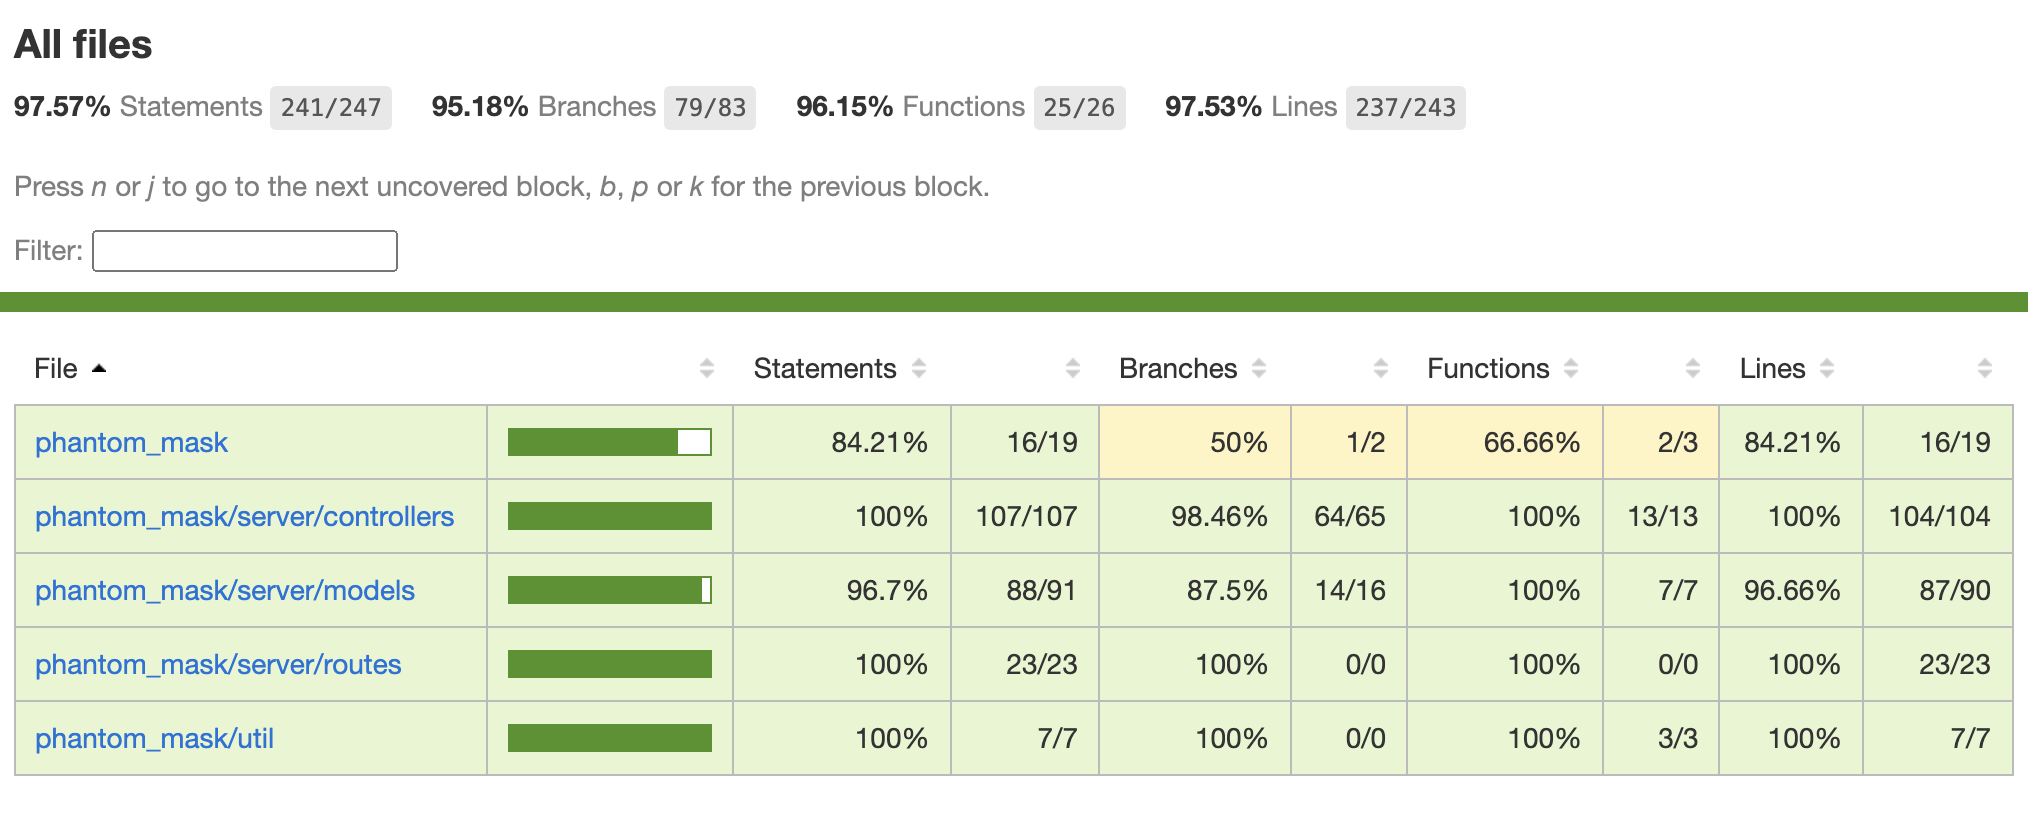 All files
97.57% Statements 241/247 95.18% Branches 79/83 96.15% Functions 25/26 97.53% Lines 237/243
Press n or j to go to the next uncovered block, b, p or k for the previous block.
Filter:
File Statements Branches Functions Lines
phantom_mask 84.21% 16/19 50% 1/2 66.66% 2/3 84.21% 16/19
phantom_mask/server/controllers 100% 107/107 98.46% 64/65 100% 13/13 100% 104/104
phantom_mask/server/models 96.7% 88/91 87.5% 14/16 100% 7/7 96.66% 87/90
phantom_mask/server/routes 100% 23/23 100% 0/0 100% 0/0 100% 23/23
phantom_mask/util 100% 7/7 100% 0/0 100% 3/3 100% 7/7